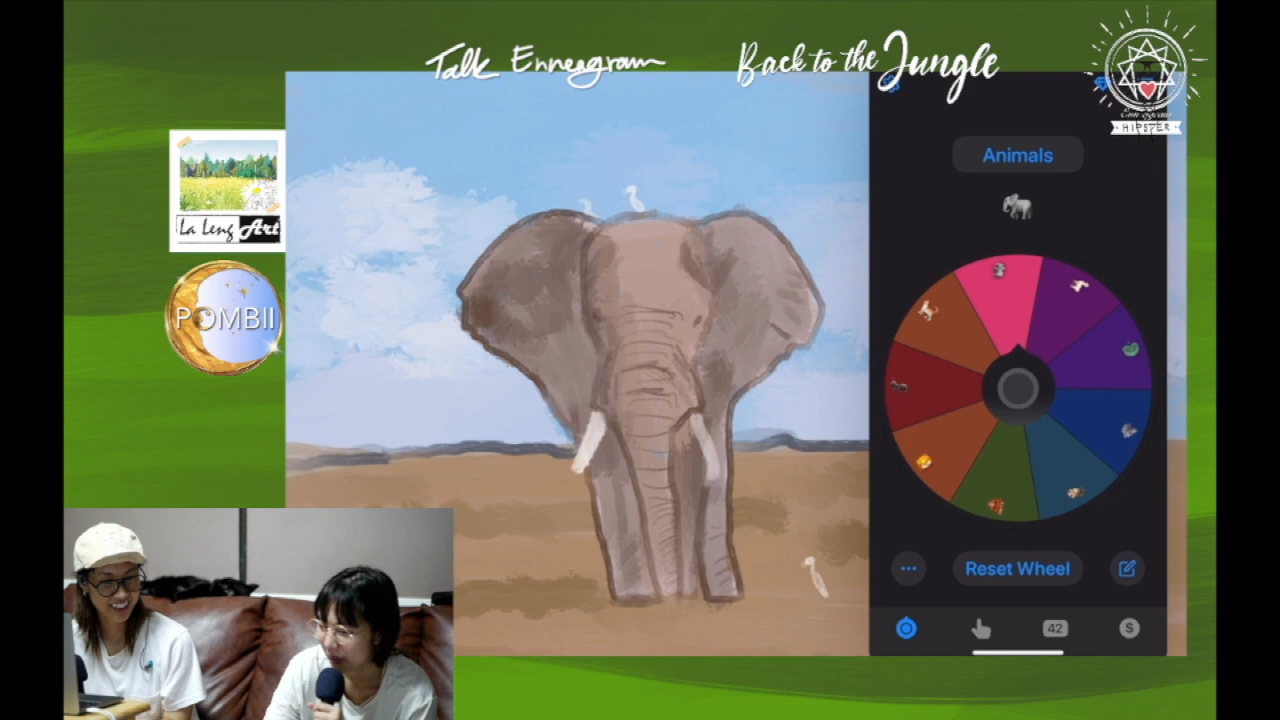 Talk Enneagram
Back to the Jungle
HIPSTER
Animals
La Leng Art
POMBII
Reset Wheel
42
$